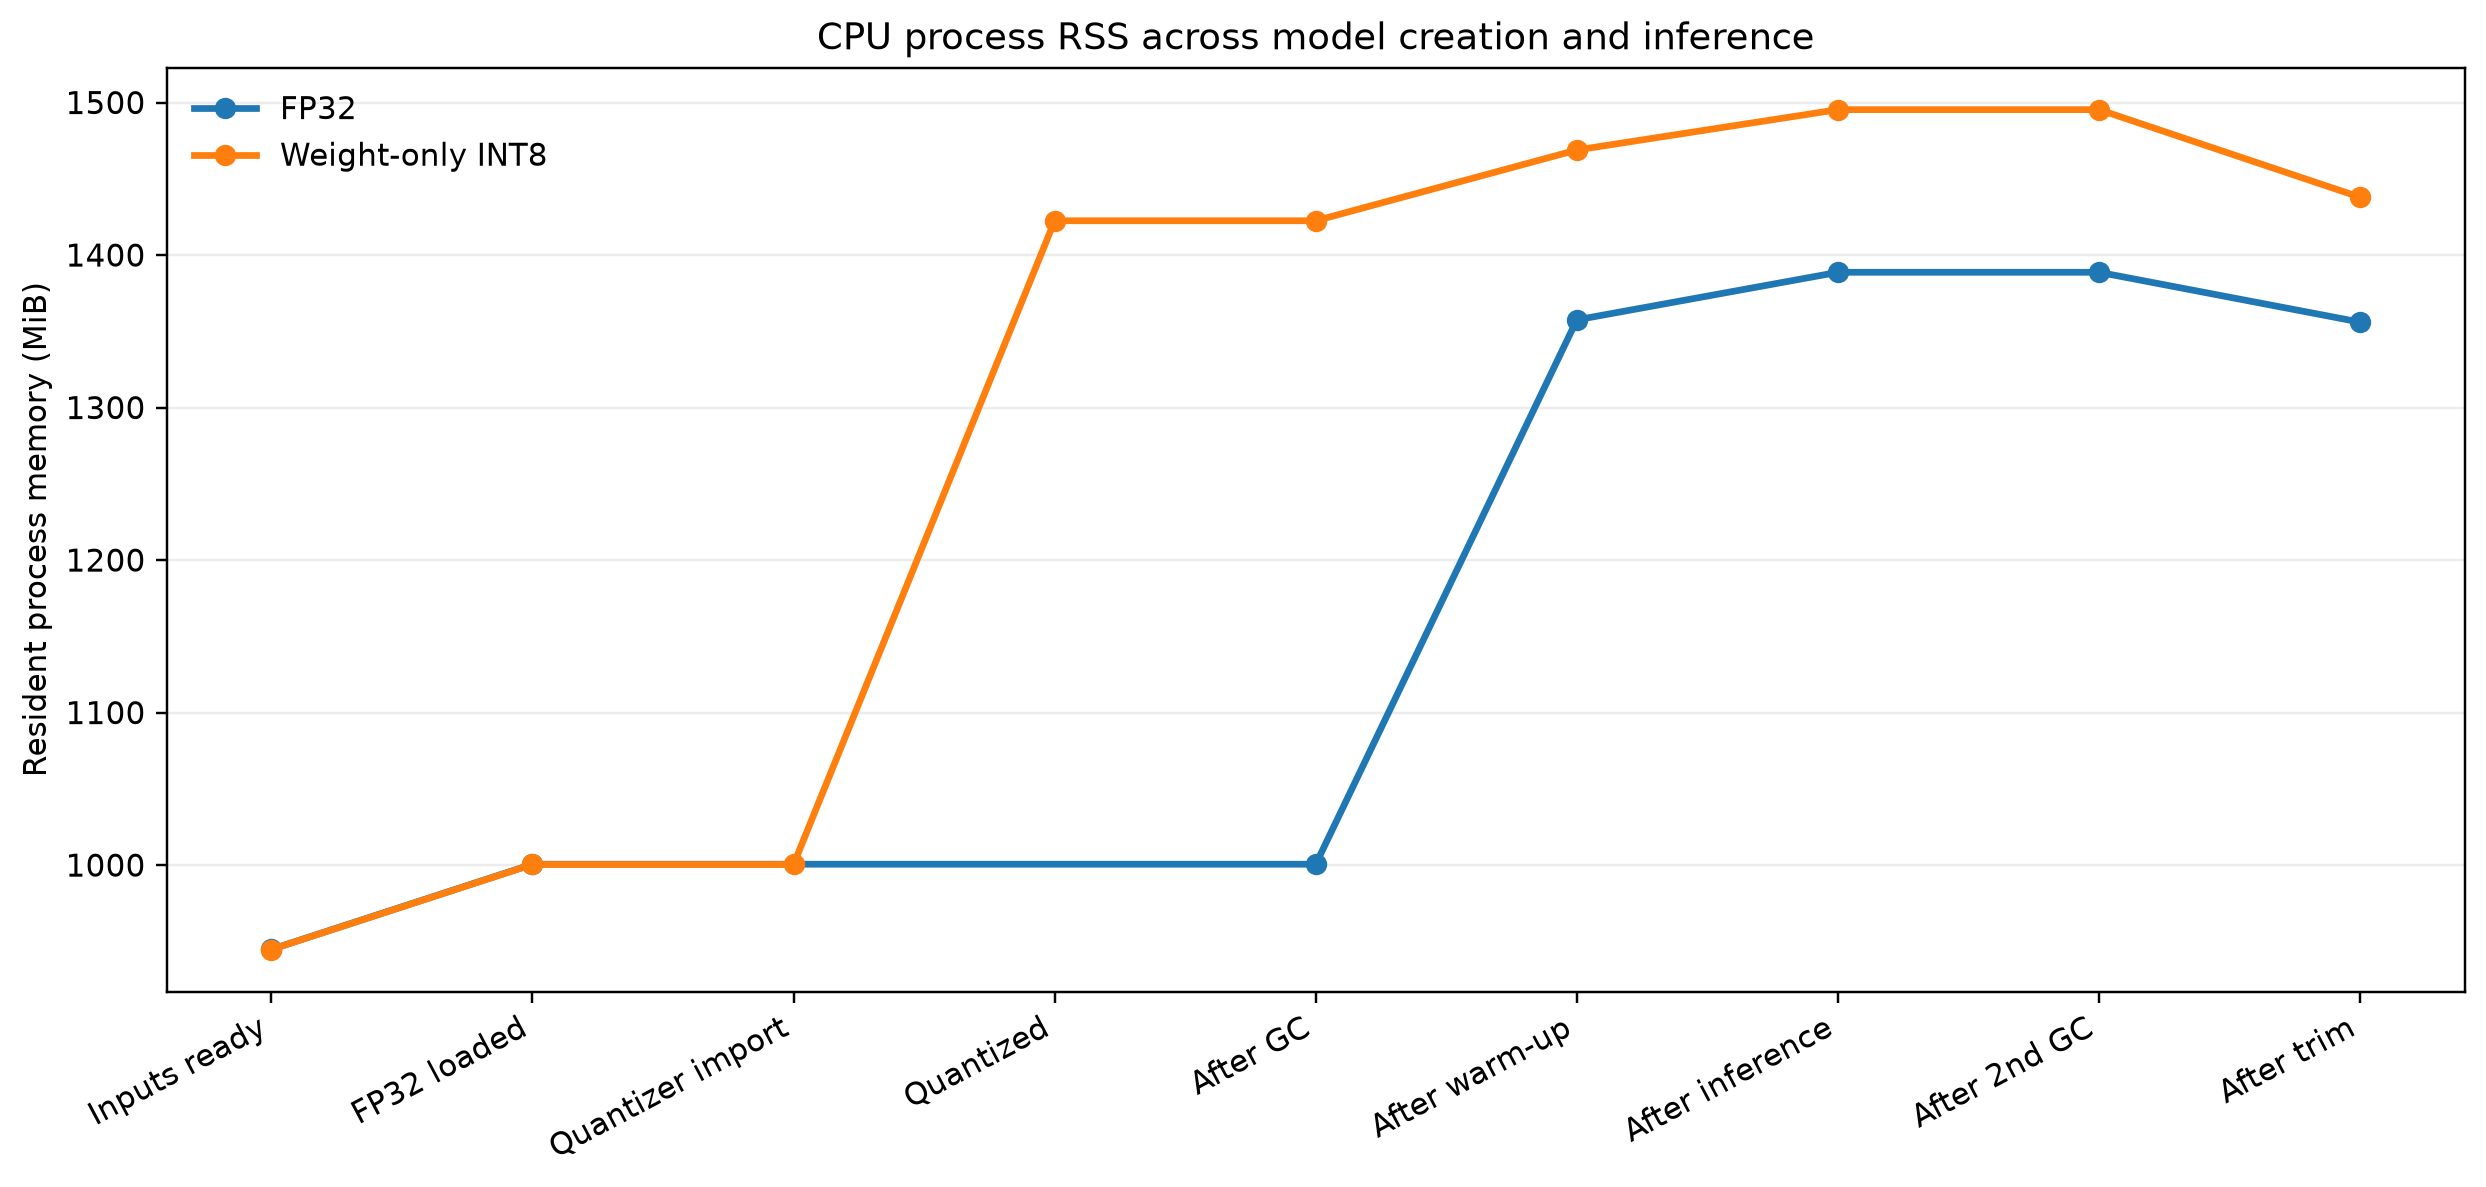 CPU process RSS across model creation and inference
FP32
Weight-only INT8
Resident process memory (MiB)
1500
1400
1300
1200
1100
1000
Inputs ready
FP32 loaded
Quantizer import
Quantized
After GC
After warm-up
After inference
After 2nd GC
After trim